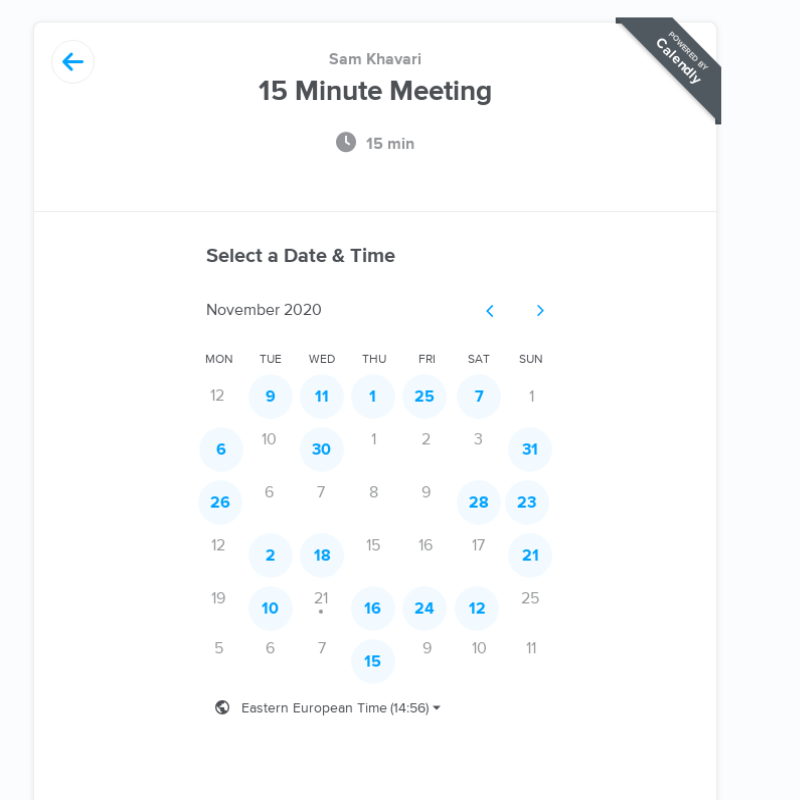 POWERED BY
Calendly
Sam Khavari
15 Minute Meeting
15 min
Select a Date & Time
November 2020
MON TUE WED THU FRI SAT SUN
12 9 11 1 25 7 1
6 10 30 1 2 3 31
26 6 7 8 9 28 23
12 2 18 15 16 17 21
19 10 21 16 24 12 25
5 6 7 15 9 10 11
Eastern European Time (14:56)